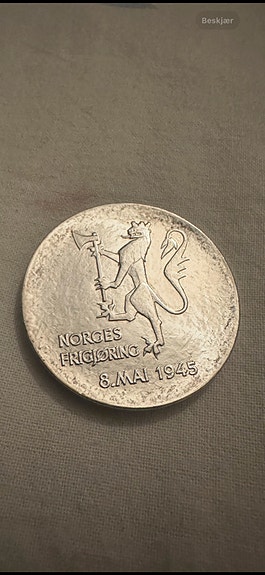 Beskjær
NORGES
FRIGJØRING
8. MAI 1945